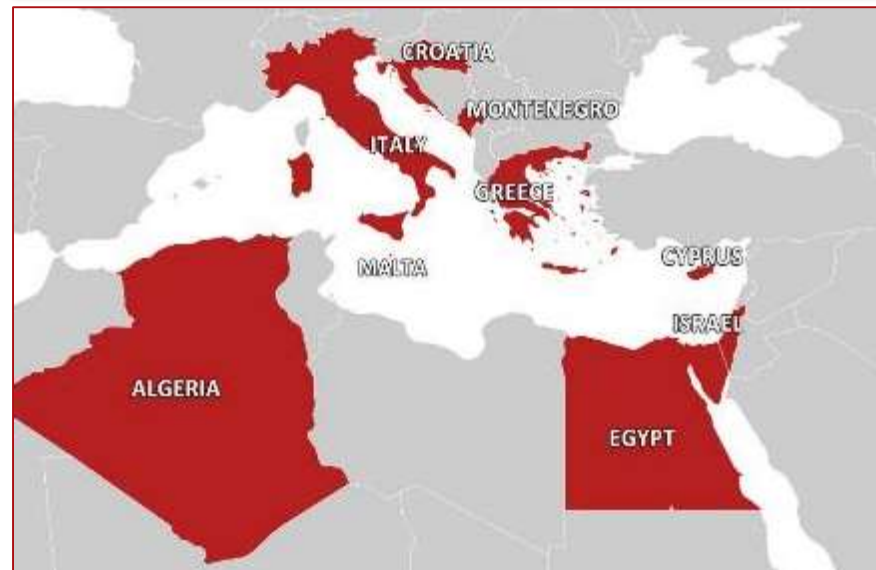 CROATIA
MONTENEGRO
ITALY
GREECE
CYPRUS
MALTA
ISRAEL
ALGERIA
EGYPT